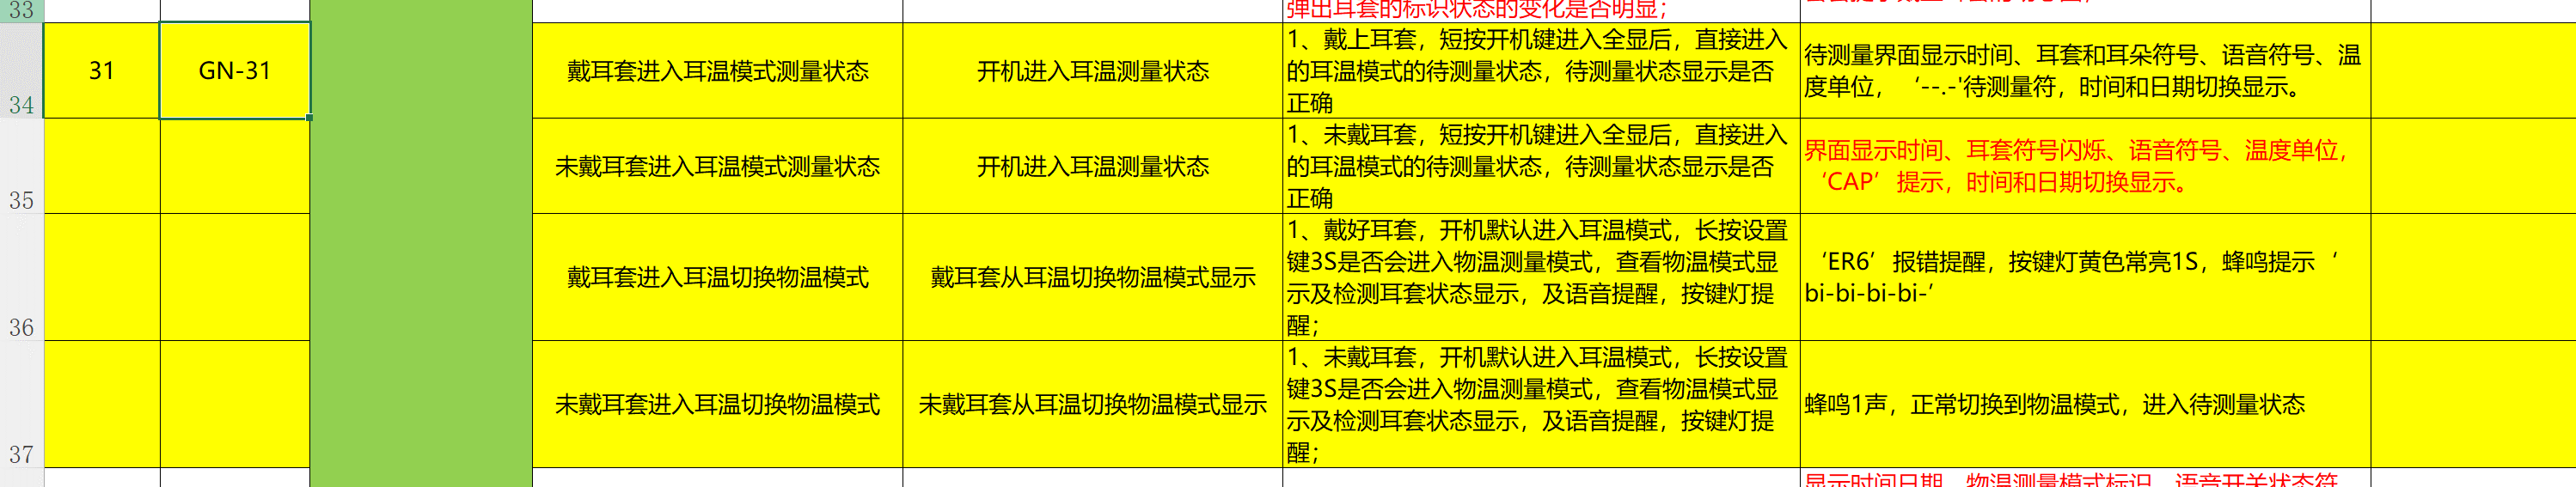 33
弹出耳套的标识状态的变化是否明显；
34
31
GN-31
戴耳套进入耳温模式测量状态
开机进入耳温测量状态
1、戴上耳套，短按开机键进入全显后，直接进入
的耳温模式的待测量状态，待测量状态显示是否
正确
待测量界面显示时间、耳套和耳朵符号、语音符号、温
度单位，‘--.-'待测量符，时间和日期切换显示。
35
未戴耳套进入耳温模式测量状态
开机进入耳温测量状态
1、未戴耳套，短按开机键进入全显后，直接进入
的耳温模式的待测量状态，待测量状态显示是否
正确
界面显示时间、耳套符号闪烁、语音符号、温度单位，
‘CAP’提示，时间和日期切换显示。
36
戴耳套进入耳温切换物温模式
戴耳套从耳温切换物温模式显示
1、戴好耳套，开机默认进入耳温模式，长按设置
键3S是否会进入物温测量模式，查看物温模式显
示及检测耳套状态显示，及语音提醒，按键灯提
醒；
‘ER6’报错提醒，按键灯黄色常亮1S，蜂鸣提示‘
bi-bi-bi-bi-’
37
未戴耳套进入耳温切换物温模式
未戴耳套从耳温切换物温模式显示
1、未戴耳套，开机默认进入耳温模式，长按设置
键3S是否会进入物温测量模式，查看物温模式显
示及检测耳套状态显示，及语音提醒，按键灯提
醒；
蜂鸣1声，正常切换到物温模式，进入待测量状态
显示时间日期、物温测量模式标识、语音开关状态符